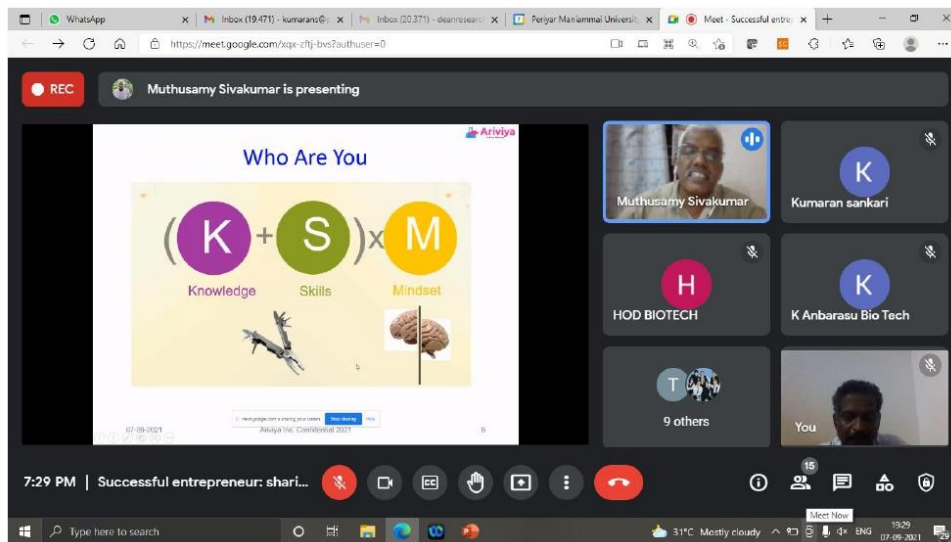 WhatsApp
Inbox (19,471) - kumarans@
Inbox (20,371) - deanresearc
Periyar Maniammai Universit
Meet - Successful entre
https://meet.google.com/xqx-zftj-bvs?authuser=0
REC
Muthusamy Sivakumar is presenting
Ariviya
Who Are You
(K + S) x M
Knowledge Skills Mindset
07-09-2021
Amaya Inc. Confidential 2021
9
Stop sharing
Hide
Muthusamy Sivakumar
K
Kumaran sankari
H
HOD BIOTECH
K
K Anbarasu Bio Tech
T
9 others
You
7:29 PM | Successful entrepreneur: shari...
CC
15
Meet Now
Type here to search
31°C Mostly cloudy
ENG
19:29
07-09-2021